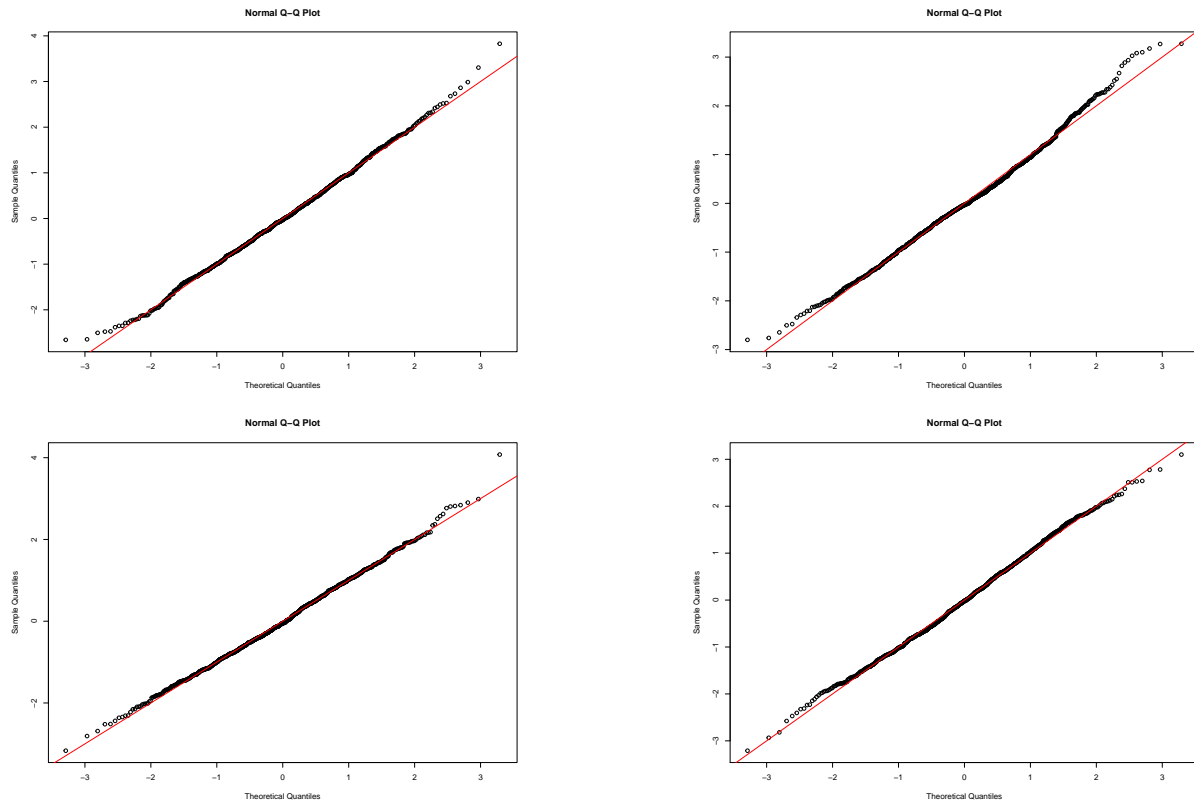 Normal Q−Q Plot
Sample Quantiles
4
3
2
1
0
−1
−2
−3 −2 −1 0 1 2 3
Theoretical Quantiles
Normal Q−Q Plot
Sample Quantiles
3
2
1
0
−1
−2
−3
−3 −2 −1 0 1 2 3
Theoretical Quantiles
Normal Q−Q Plot
Sample Quantiles
4
2
0
−2
−3 −2 −1 0 1 2 3
Theoretical Quantiles
Normal Q−Q Plot
Sample Quantiles
3
2
1
0
−1
−2
−3
−3 −2 −1 0 1 2 3
Theoretical Quantiles